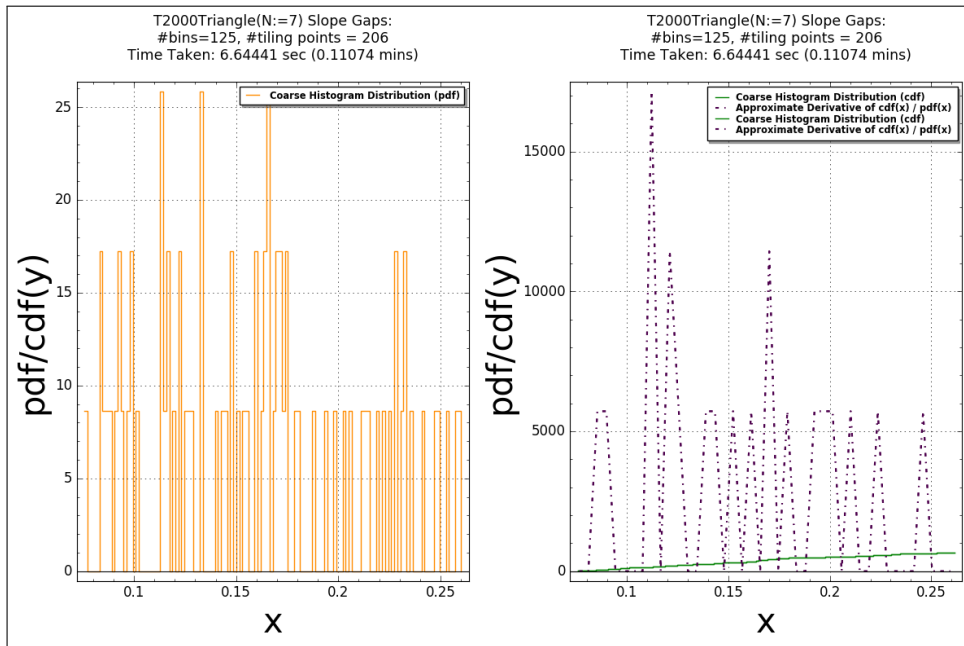 T2000Triangle(N:=7) Slope Gaps:
#bins=125, #tiling points = 206
Time Taken: 6.64441 sec (0.11074 mins)
Coarse Histogram Distribution (pdf)
25
20
15
10
5
0
pdf/cdf(y)
0.1
0.15
0.2
0.25
x
T2000Triangle(N:=7) Slope Gaps:
#bins=125, #tiling points = 206
Time Taken: 6.64441 sec (0.11074 mins)
Coarse Histogram Distribution (cdf)
Approximate Derivative of cdf(x) / pdf(x)
Coarse Histogram Distribution (cdf)
Approximate Derivative of cdf(x) / pdf(x)
15000
10000
5000
0
pdf/cdf(y)
0.1
0.15
0.2
0.25
x